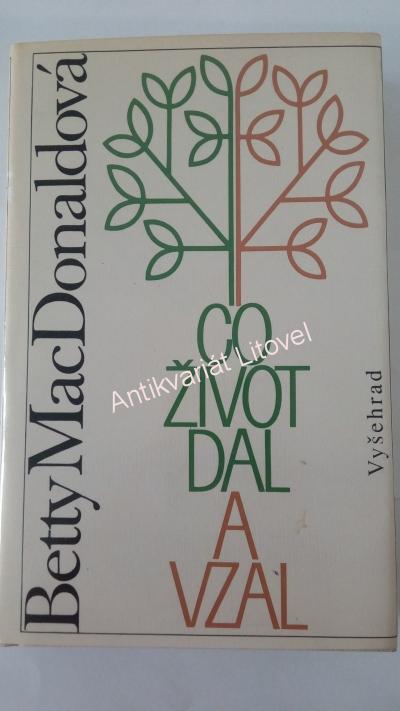 Betty MacDonaldová
CO
ŽIVOT
DAL
A
VZAL
Vyšehrad
Antikvariát Litovel